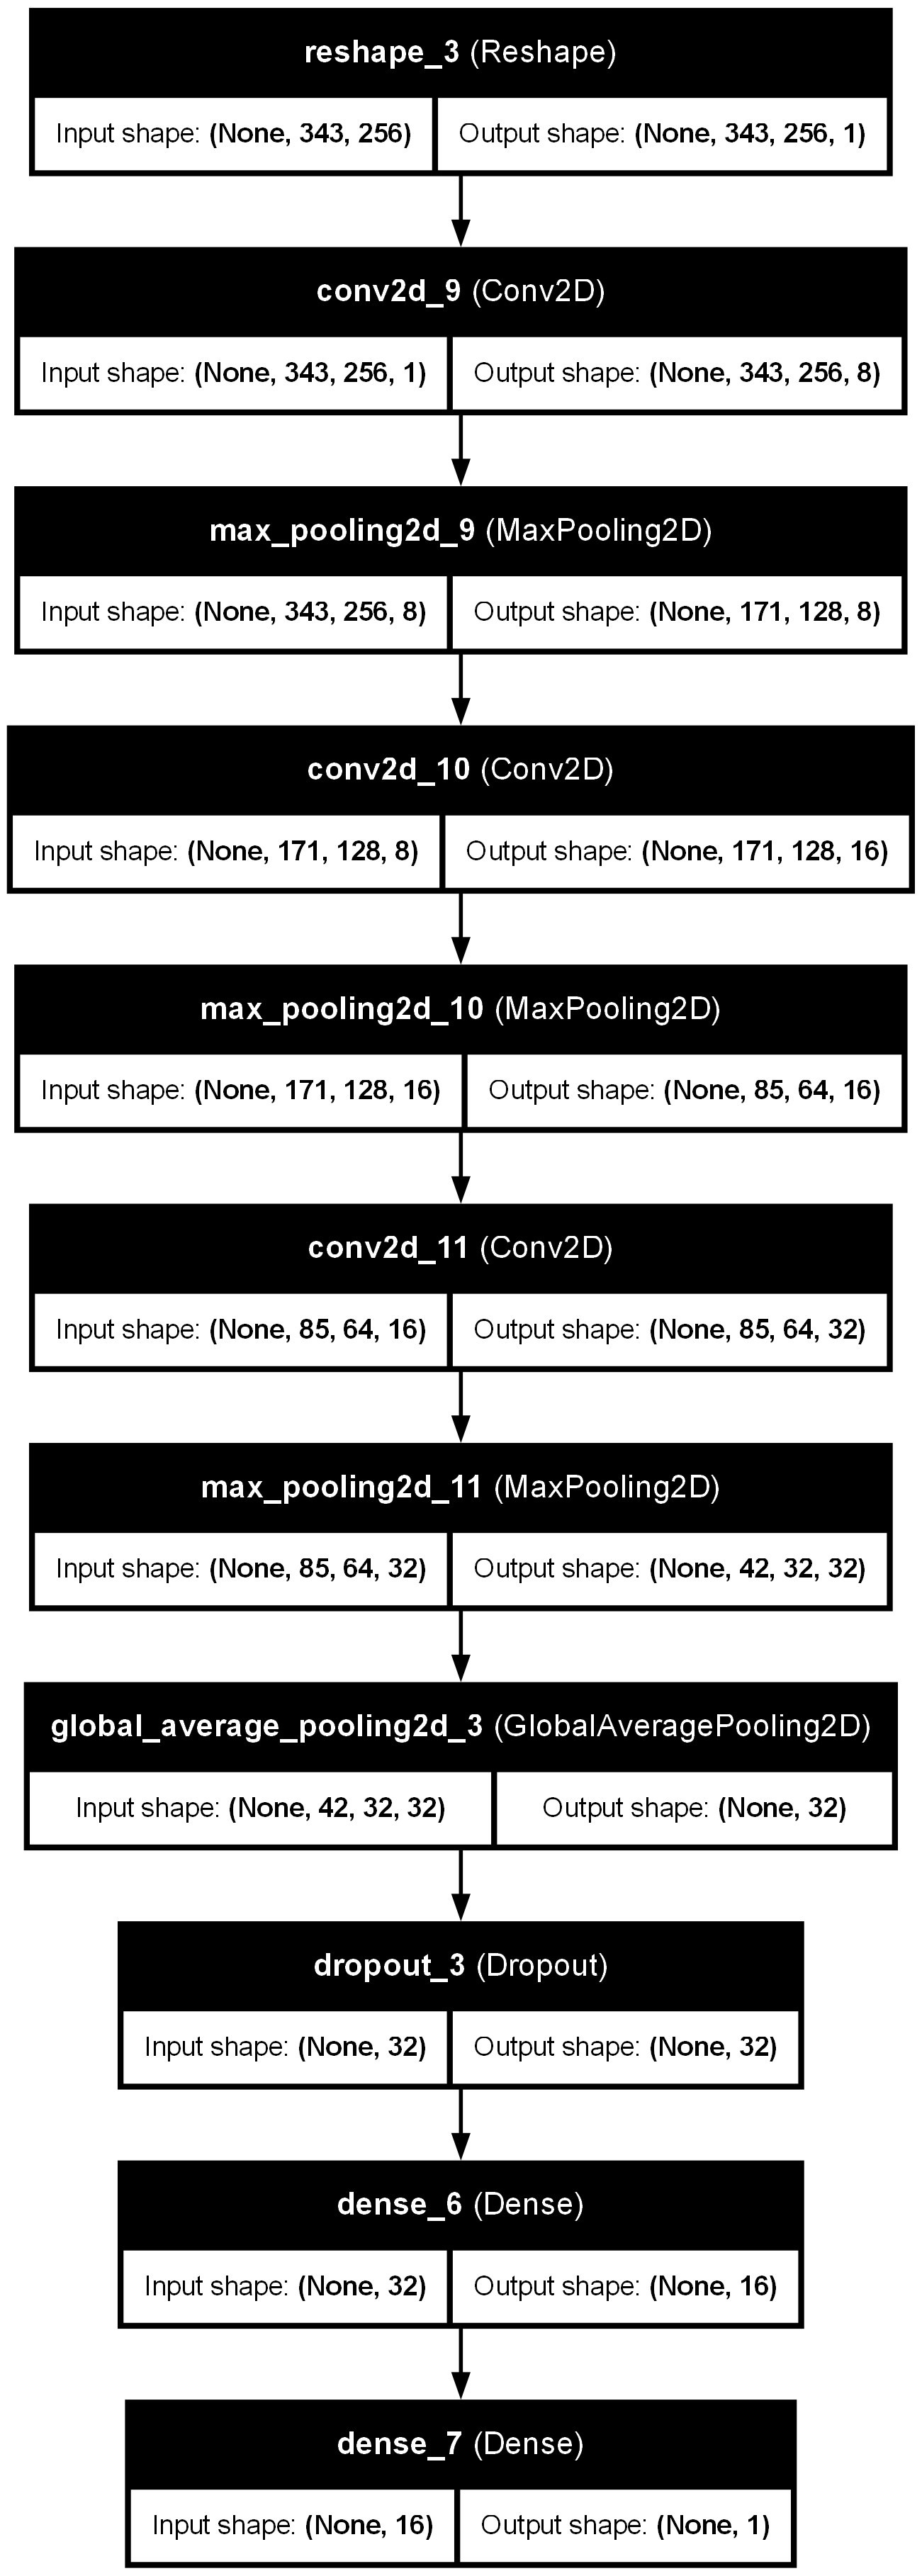 reshape_3 (Reshape)
Input shape: (None, 343, 256) Output shape: (None, 343, 256, 1)
conv2d_9 (Conv2D)
Input shape: (None, 343, 256, 1) Output shape: (None, 343, 256, 8)
max_pooling2d_9 (MaxPooling2D)
Input shape: (None, 343, 256, 8) Output shape: (None, 171, 128, 8)
conv2d_10 (Conv2D)
Input shape: (None, 171, 128, 8) Output shape: (None, 171, 128, 16)
max_pooling2d_10 (MaxPooling2D)
Input shape: (None, 171, 128, 16) Output shape: (None, 85, 64, 16)
conv2d_11 (Conv2D)
Input shape: (None, 85, 64, 16) Output shape: (None, 85, 64, 32)
max_pooling2d_11 (MaxPooling2D)
Input shape: (None, 85, 64, 32) Output shape: (None, 42, 32, 32)
global_average_pooling2d_3 (GlobalAveragePooling2D)
Input shape: (None, 42, 32, 32) Output shape: (None, 32)
dropout_3 (Dropout)
Input shape: (None, 32) Output shape: (None, 32)
dense_6 (Dense)
Input shape: (None, 32) Output shape: (None, 16)
dense_7 (Dense)
Input shape: (None, 16) Output shape: (None, 1)